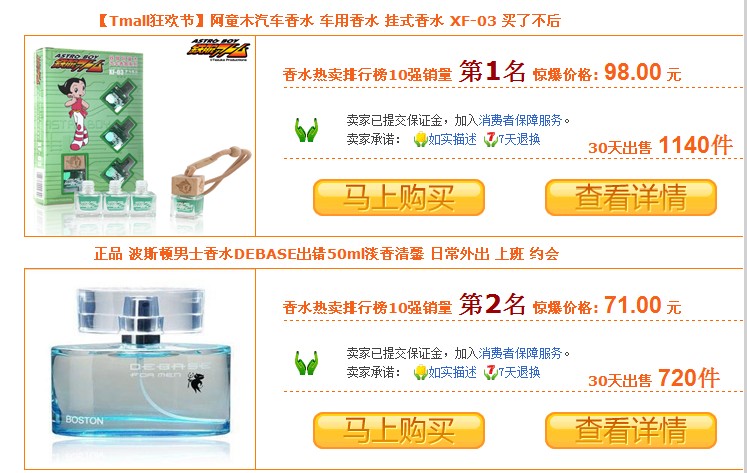 【Tmall狂欢节】阿童木汽车香水 车用香水 挂式香水 XF-03 买了不后
ASTRO·BOY
ASTRO·BOY
XF-03
香水热卖排行榜10强销量 第1名 惊爆价格: 98.00 元
卖家已提交保证金，加入消费者保障服务。
卖家承诺: 如实描述 7天退换
30天出售 1140件
马上购买 查看详情
正品 波斯顿男士香水DEBASE出错50ml淡香清馨 日常外出 上班 约会
DEBASE
FOR MEN
BOSTON
香水热卖排行榜10强销量 第2名 惊爆价格: 71.00 元
卖家已提交保证金，加入消费者保障服务。
卖家承诺: 如实描述 7天退换
30天出售 720件
马上购买 查看详情